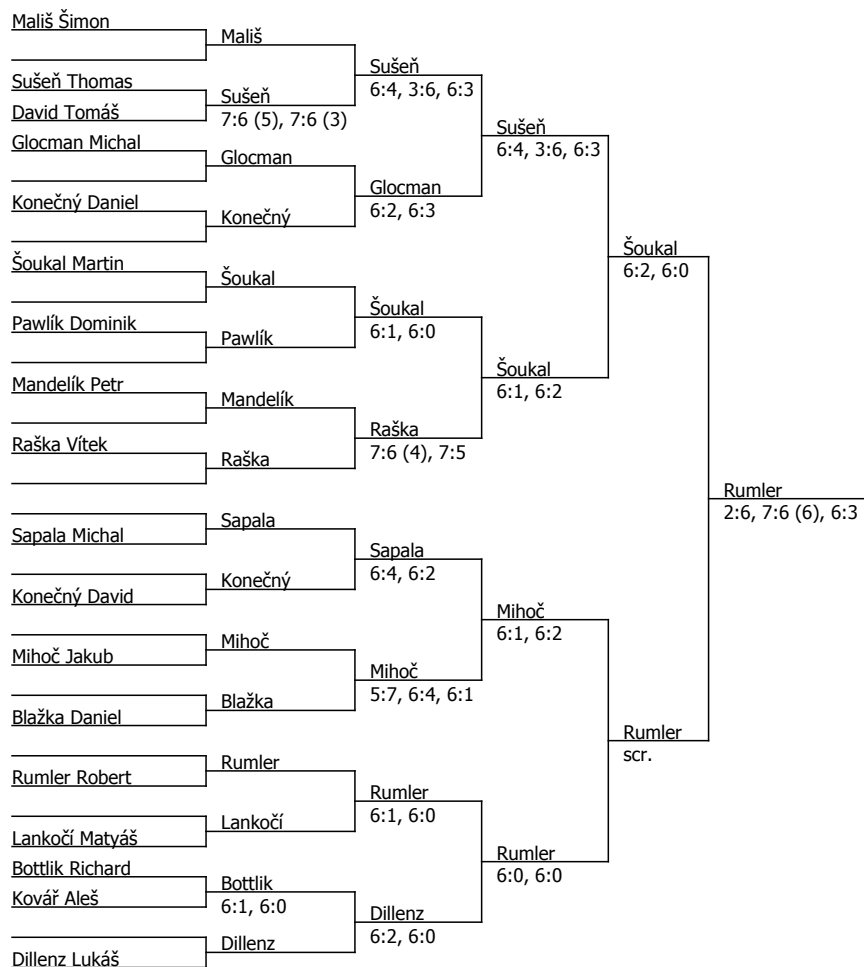 Mališ Šimon
Sušeň Thomas
David Tomáš
Glocman Michal
Konečný Daniel
Šoukal Martin
Pawlík Dominik
Mandelík Petr
Raška Vítek
Sapala Michal
Konečný David
Mihoč Jakub
Blažka Daniel
Rumler Robert
Lankočí Matyáš
Bottlik Richard
Kovář Aleš
Dillenz Lukáš
Mališ
Sušeň
7:6 (5), 7:6 (3)
Glocman
Konečný
Šoukal
Pawlík
Mandelík
Raška
Sapala
Konečný
Mihoč
Blažka
Rumler
Lankočí
Bottlik
6:1, 6:0
Dillenz
Sušeň
6:4, 3:6, 6:3
Glocman
6:2, 6:3
Šoukal
6:1, 6:0
Raška
7:6 (4), 7:5
Sapala
6:4, 6:2
Mihoč
5:7, 6:4, 6:1
Rumler
6:1, 6:0
Dillenz
6:2, 6:0
Sušeň
6:4, 3:6, 6:3
Šoukal
6:1, 6:2
Mihoč
6:1, 6:2
Rumler
6:0, 6:0
Šoukal
6:2, 6:0
Rumler
scr.
Rumler
2:6, 7:6 (6), 6:3